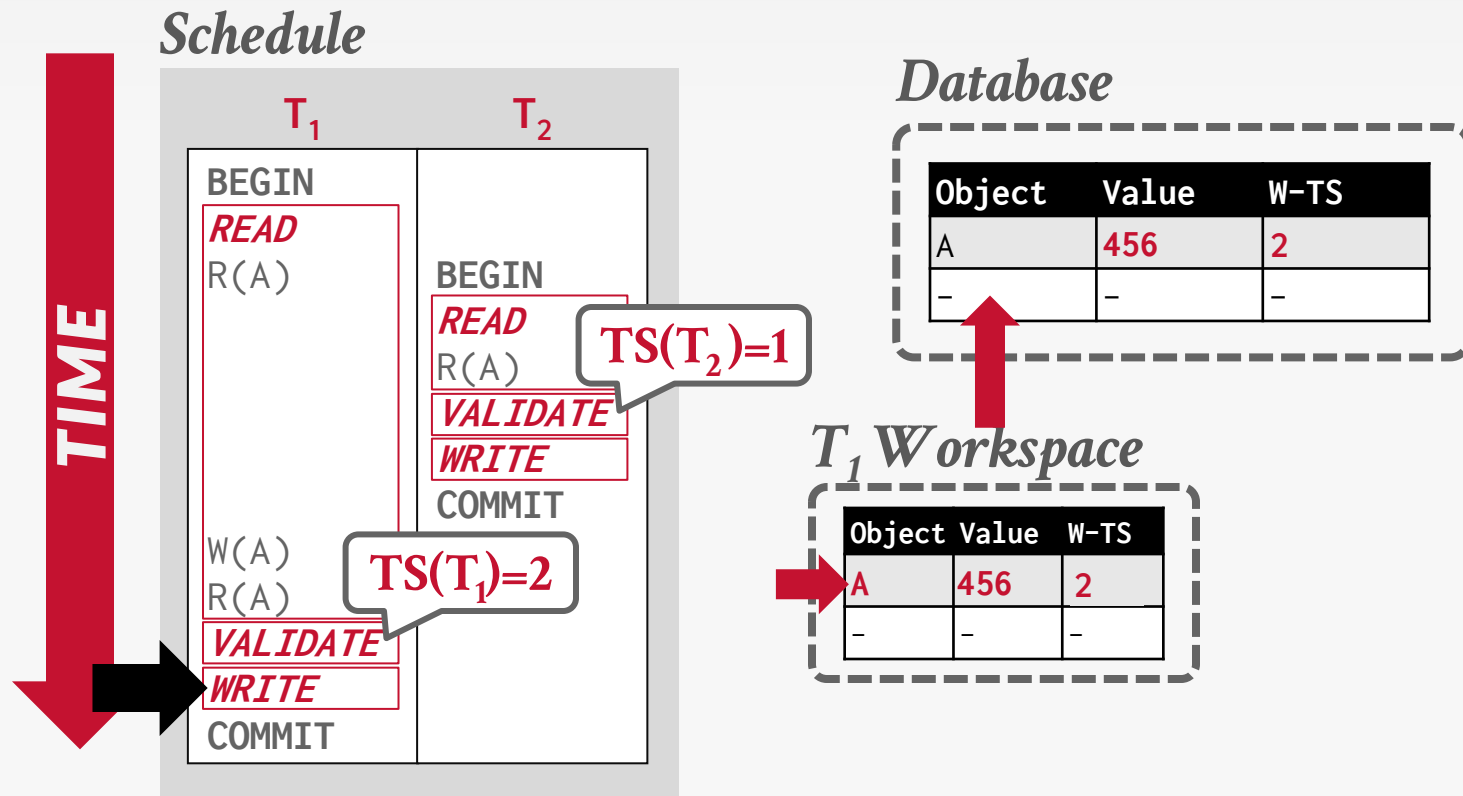 Schedule
TIME
T1 T2
BEGIN
READ
R(A) BEGIN
READ
R(A)
TS(T2)=1
VALIDATE
WRITE
COMMIT
W(A)
R(A)
TS(T1)=2
VALIDATE
WRITE
COMMIT
Database
Object Value W-TS
A 456 2
- - -
T1 Workspace
Object Value W-TS
A 456 2
- - -